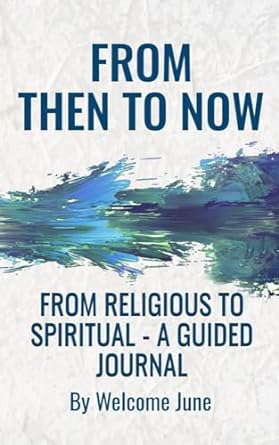 FROM
THEN TO NOW
FROM RELIGIOUS TO
SPIRITUAL - A GUIDED
JOURNAL
By Welcome June